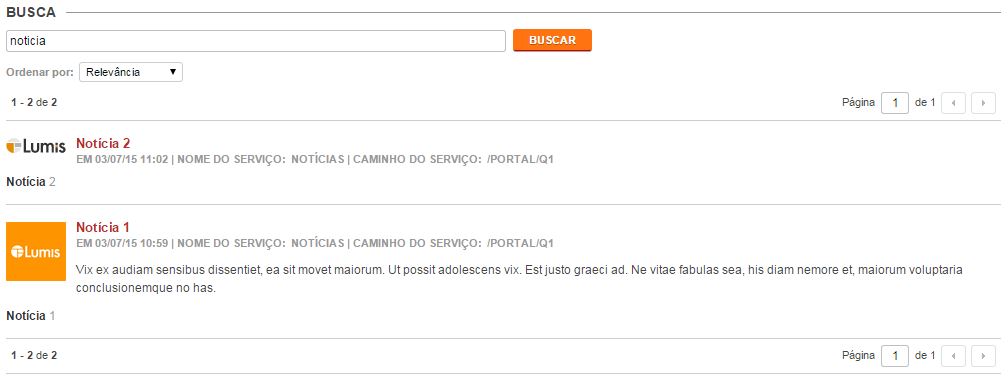 BUSCA
noticia BUSCAR
Ordenar por: Relevância
1 - 2 de 2 Página 1 de 1
Lumis Notícia 2
EM 03/07/15 11:02 | NOME DO SERVIÇO: NOTÍCIAS | CAMINHO DO SERVIÇO: /PORTAL/Q1
Notícia 2
Notícia 1
EM 03/07/15 10:59 | NOME DO SERVIÇO: NOTÍCIAS | CAMINHO DO SERVIÇO: /PORTAL/Q1
Lumis
Vix ex audiam sensibus dissentiet, ea sit movet maiorum. Ut possit adolescens vix. Est justo graeci ad. Ne vitae fabulas sea, his diam nemore et, maiorum voluptaria
conclusionemque no has.
Notícia 1
1 - 2 de 2 Página 1 de 1